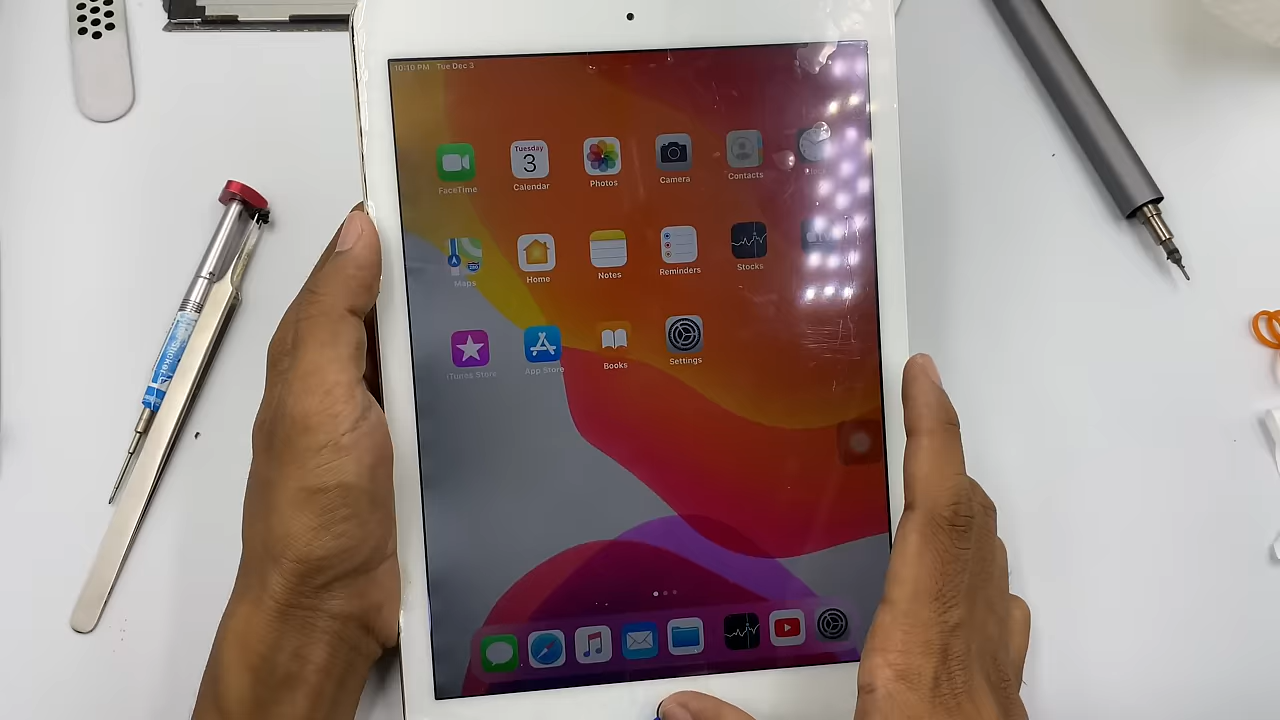 10:10 PM Tue Dec 3
Tuesday
3
FaceTime
Calendar
Photos
Camera
Contacts
Clock
Maps
Home
Notes
Reminders
Stocks
iTunes Store
App Store
Books
Settings